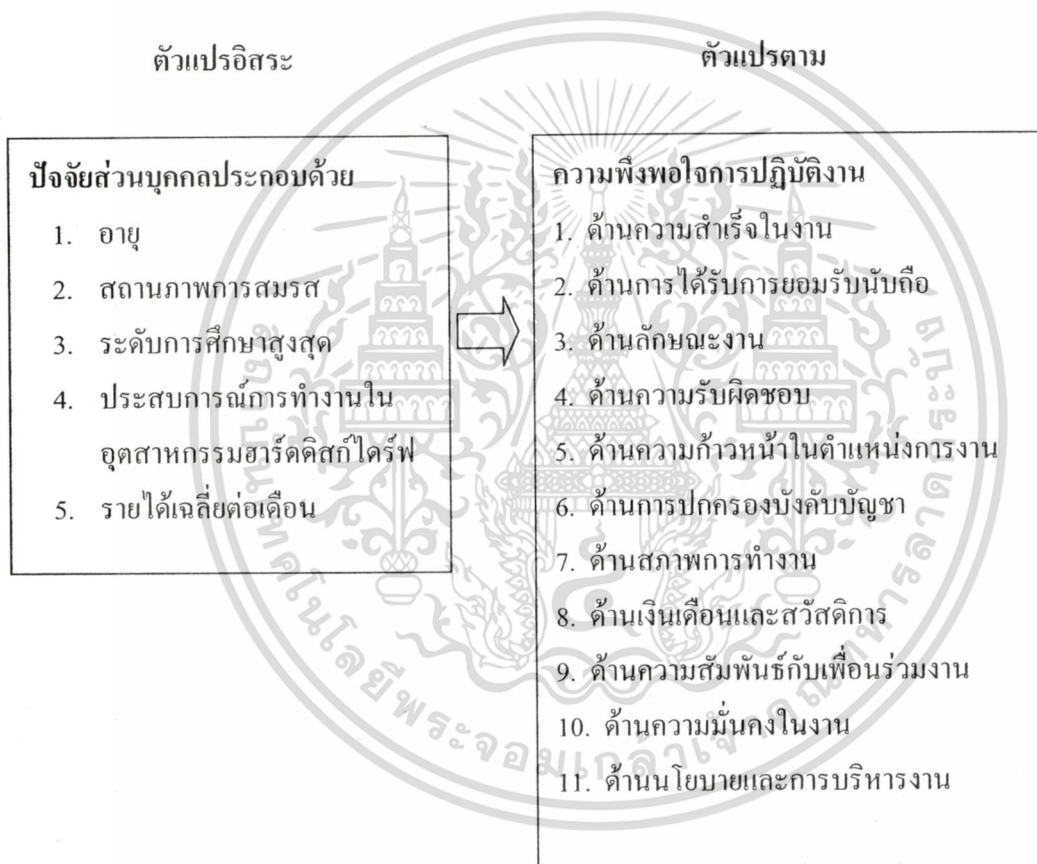 ตัวแปรอิสระ
ตัวแปรตาม
ปัจจัยส่วนบุคคลประกอบด้วย
1. อายุ
2. สถานภาพการสมรส
3. ระดับการศึกษาสูงสุด
4. ประสบการณ์การทำงานใน
อุตสาหกรรมฮาร์ดดิสก์ไดร์ฟ
5. รายได้เฉลี่ยต่อเดือน
ความพึงพอใจการปฏิบัติงาน
1. ด้านความสำเร็จในงาน
2. ด้านการได้รับการยอมรับนับถือ
3. ด้านลักษณะงาน
4. ด้านความรับผิดชอบ
5. ด้านความก้าวหน้าในตำแหน่งการงาน
6. ด้านการปกครองบังคับบัญชา
7. ด้านสภาพการทำงาน
8. ด้านเงินเดือนและสวัสดิการ
9. ด้านความสัมพันธ์กับเพื่อนร่วมงาน
10. ด้านความมั่นคงในงาน
11. ด้านนโยบายและการบริหารงาน